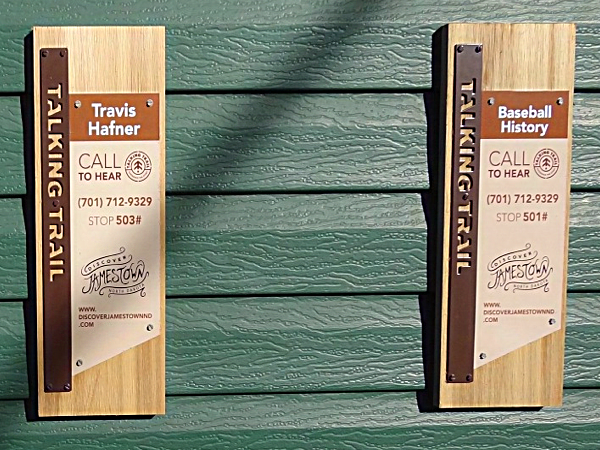 TALKING·TRAIL
Travis
Hafner
CALL
TO HEAR
(701) 712-9329
STOP 503#
DISCOVER
JAMESTOWN
NORTH DAKOTA
WWW.
DISCOVERJAMESTOWNND
.COM
TALKING·TRAIL
Baseball
History
CALL
TO HEAR
(701) 712-9329
STOP 501#
DISCOVER
JAMESTOWN
NORTH DAKOTA
WWW.
DISCOVERJAMESTOWNND
.COM